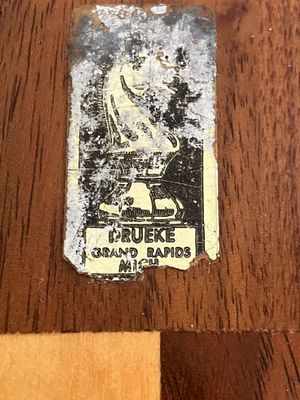 DRUEKE
GRAND RAPIDS
MICH